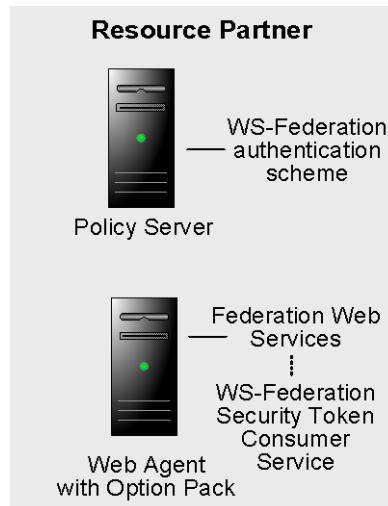 Resource Partner
WS-Federation
authentication
scheme
Policy Server
Federation Web
Services
WS-Federation
Security Token
Consumer
Service
Web Agent
with Option Pack